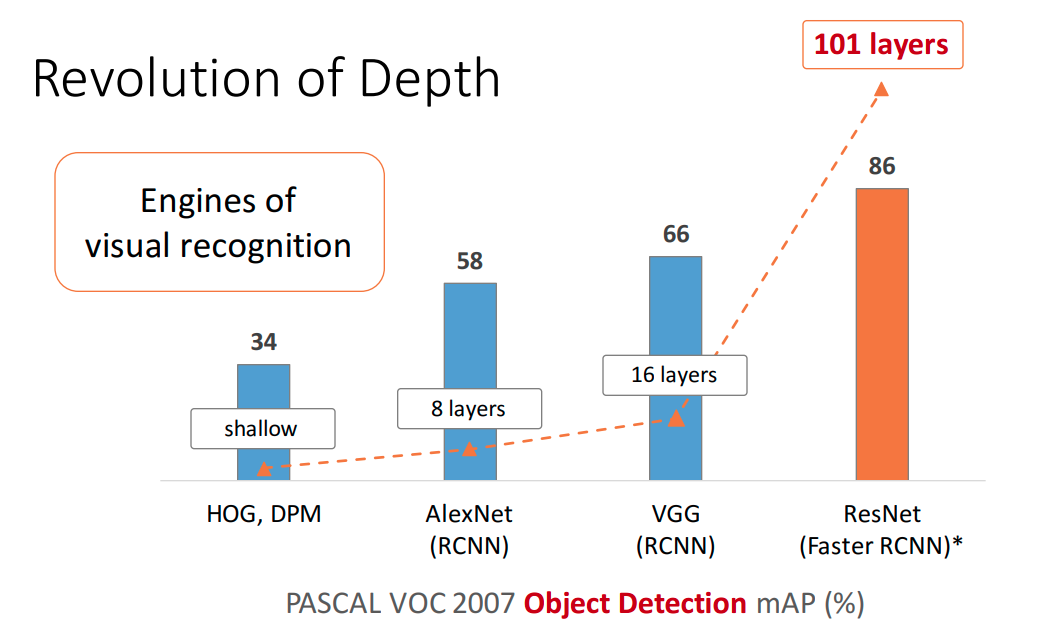 Revolution of Depth
101 layers
Engines of
visual recognition
34
58
66
86
shallow
8 layers
16 layers
HOG, DPM
AlexNet
(RCNN)
VGG
(RCNN)
ResNet
(Faster RCNN)*
PASCAL VOC 2007 Object Detection mAP (%)